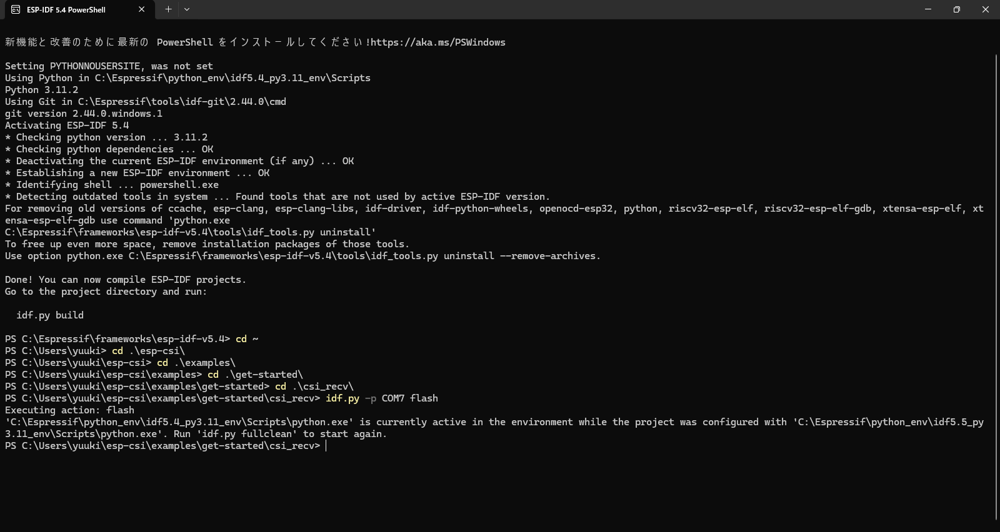 ESP-IDF 5.4 PowerShell
新機能と改善のために最新の PowerShell をインストールしてください!https://aka.ms/PSWindows
Setting PYTHONNOUSERSITE, was not set
Using Python in C:\Espressif\python_env\idf5.4_py3.11_env\Scripts
Python 3.11.2
Using Git in C:\Espressif\tools\idf-git\2.44.0\cmd
git version 2.44.0.windows.1
Activating ESP-IDF 5.4
* Checking python version ... 3.11.2
* Checking python dependencies ... OK
* Deactivating the current ESP-IDF environment (if any) ... OK
* Establishing a new ESP-IDF environment ... OK
* Identifying shell ... powershell.exe
* Detecting outdated tools in system ... Found tools that are not used by active ESP-IDF version.
For removing old versions of ccache, esp-clang, esp-clang-libs, idf-driver, idf-python-wheels, openocd-esp32, python, riscv32-esp-elf, riscv32-esp-elf-gdb, xtensa-esp-elf, xt
ensa-esp-elf-gdb use command 'python.exe
C:\Espressif\frameworks\esp-idf-v5.4\tools\idf_tools.py uninstall'
To free up even more space, remove installation packages of those tools.
Use option python.exe C:\Espressif\frameworks\esp-idf-v5.4\tools\idf_tools.py uninstall --remove-archives.
Done! You can now compile ESP-IDF projects.
Go to the project directory and run:
idf.py build
PS C:\Espressif\frameworks\esp-idf-v5.4> cd ~
PS C:\Users\yuuki> cd .\esp-csi\
PS C:\Users\yuuki\esp-csi> cd .\examples\
PS C:\Users\yuuki\esp-csi\examples> cd .\get-started\
PS C:\Users\yuuki\esp-csi\examples\get-started> cd .\csi_recv\
PS C:\Users\yuuki\esp-csi\examples\get-started\csi_recv> idf.py -p COM7 flash
Executing action: flash
'C:\Espressif\python_env\idf5.4_py3.11_env\Scripts\python.exe' is currently active in the environment while the project was configured with 'C:\Espressif\python_env\idf5.5_py
3.11_env\Scripts\python.exe'. Run 'idf.py fullclean' to start again.
PS C:\Users\yuuki\esp-csi\examples\get-started\csi_recv>